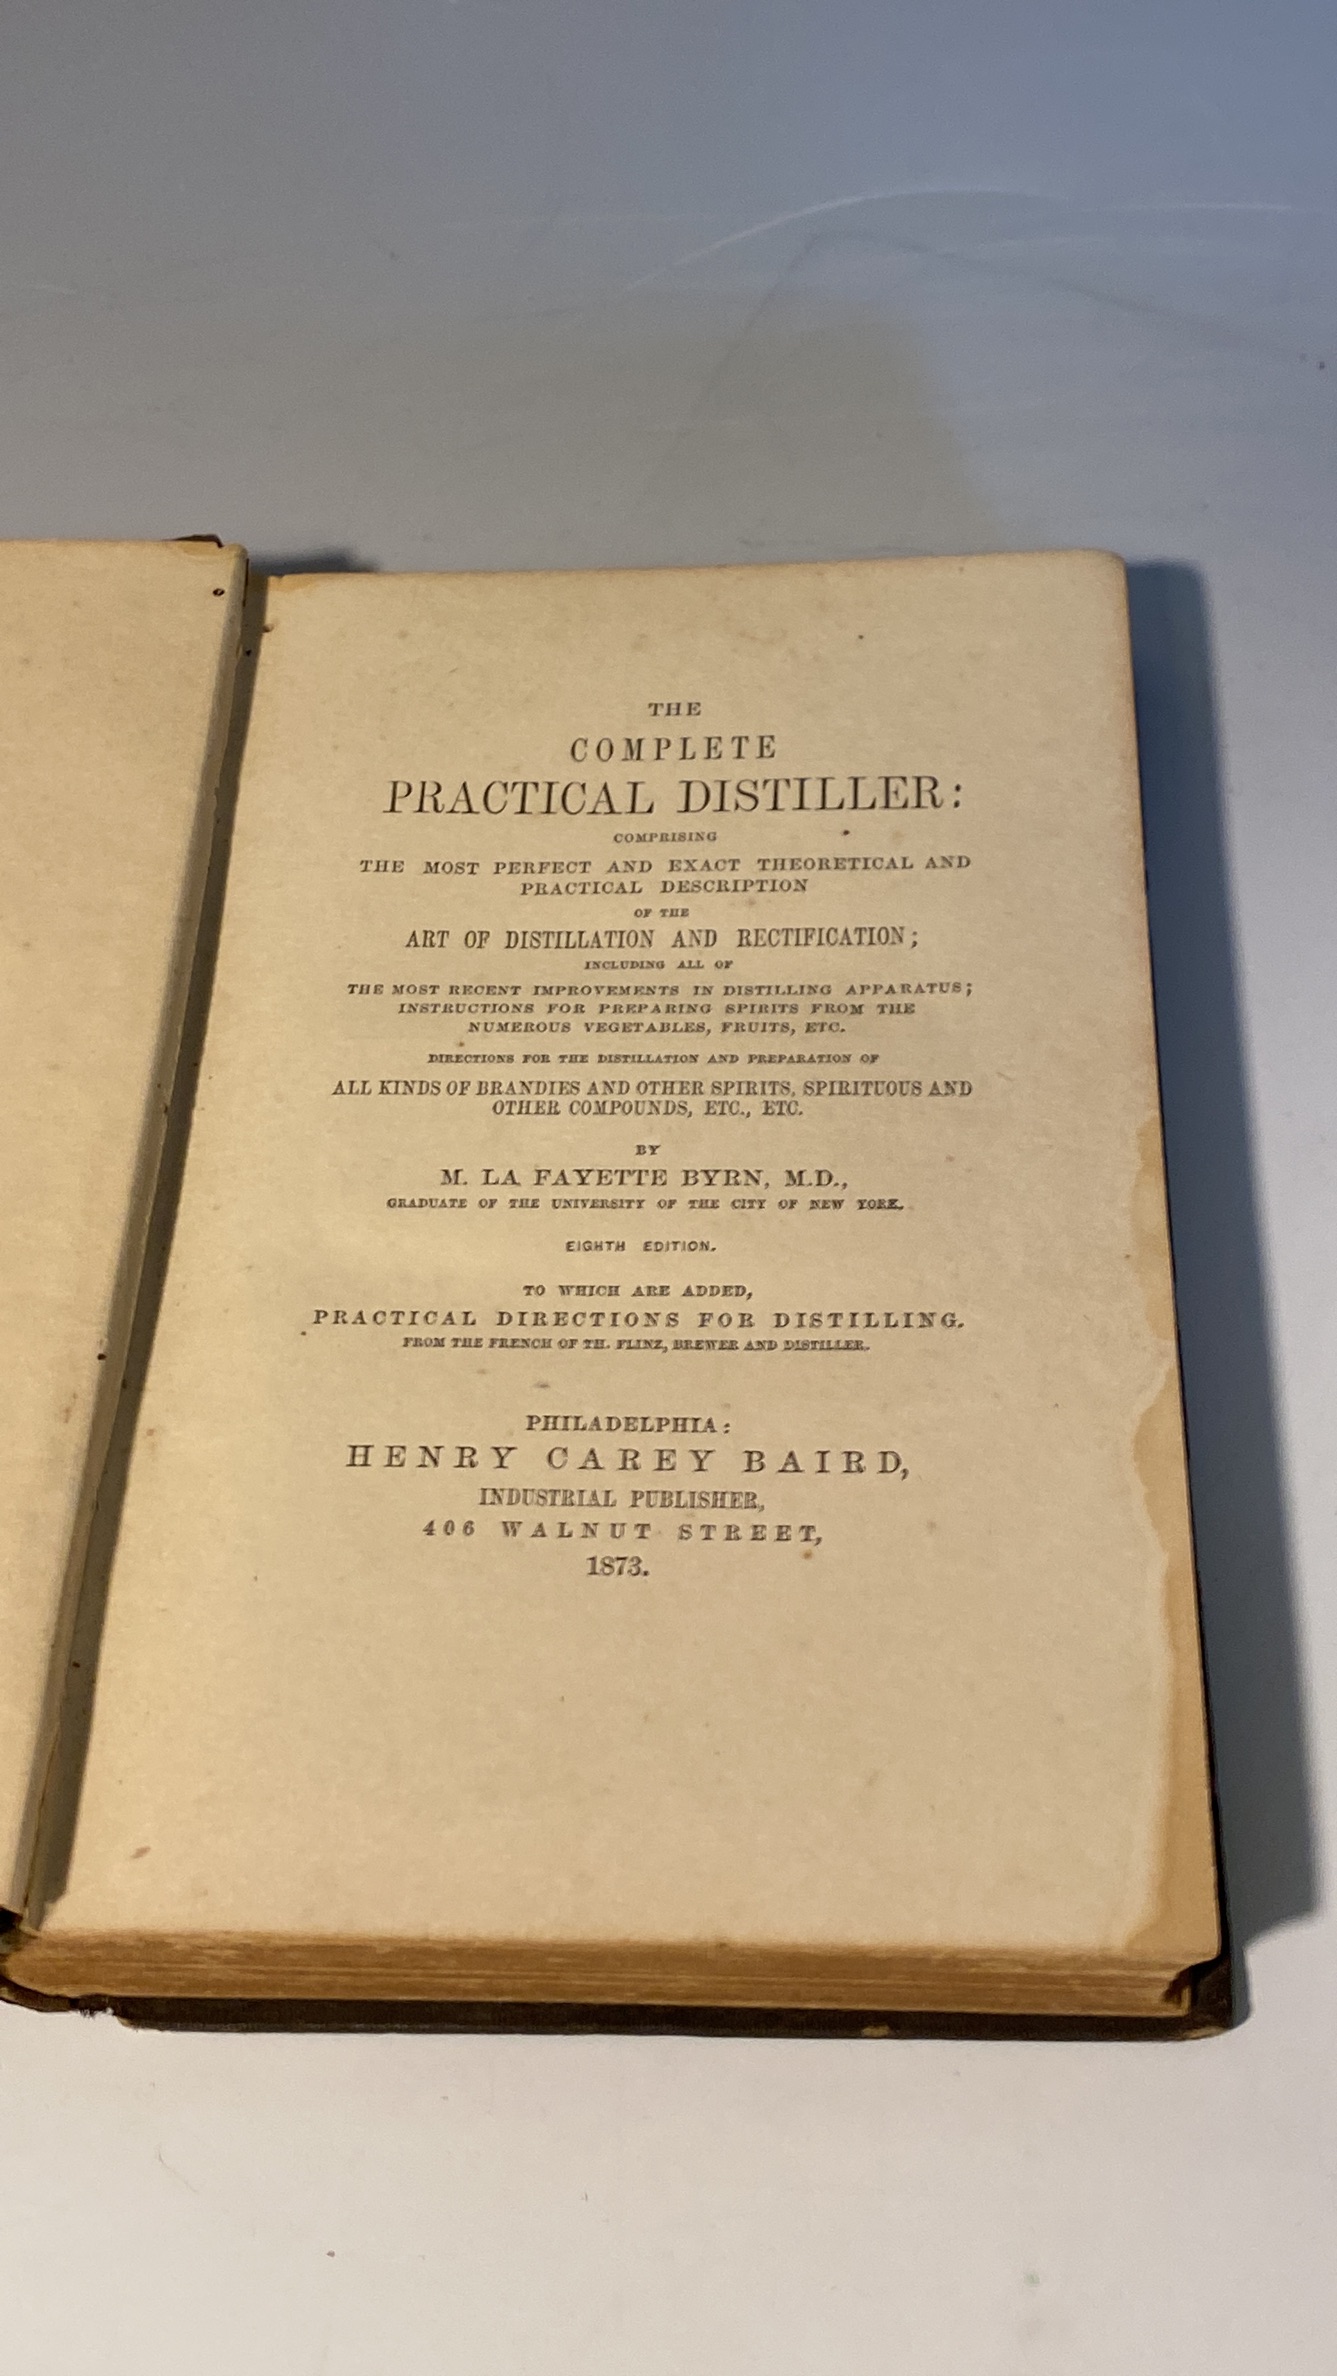 THE
COMPLETE
PRACTICAL DISTILLER:
COMPRISING
THE MOST PERFECT AND EXACT THEORETICAL AND
PRACTICAL DESCRIPTION
OF THE
ART OF DISTILLATION AND RECTIFICATION;
INCLUDING ALL OF
THE MOST RECENT IMPROVEMENTS IN DISTILLING APPARATUS;
INSTRUCTIONS FOR PREPARING SPIRITS FROM THE
NUMEROUS VEGETABLES, FRUITS, ETC.
DIRECTIONS FOR THE DISTILLATION AND PREPARATION OF
ALL KINDS OF BRANDIES AND OTHER SPIRITS, SPIRITUOUS AND
OTHER COMPOUNDS, ETC., ETC.
BY
M. LA FAYETTE BYRN, M.D.,
GRADUATE OF THE UNIVERSITY OF THE CITY OF NEW YORK.
EIGHTH EDITION.
TO WHICH ARE ADDED,
PRACTICAL DIRECTIONS FOR DISTILLING.
FROM THE FRENCH OF TH. FLINZ, BREWER AND DISTILLER.
PHILADELPHIA:
HENRY CAREY BAIRD,
INDUSTRIAL PUBLISHER,
406 WALNUT STREET,
1873.